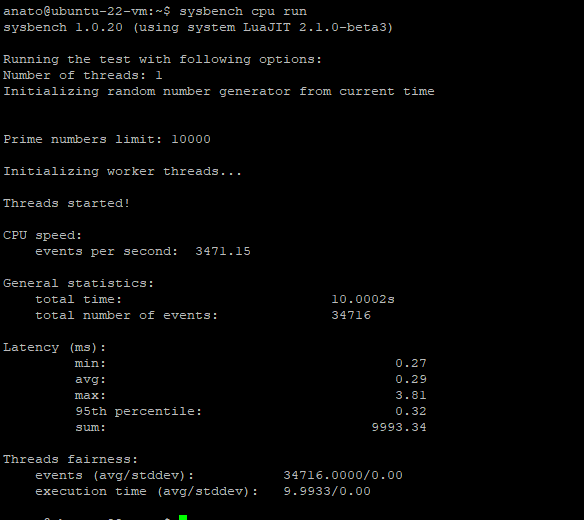 anato@ubuntu-22-vm:~$ sysbench cpu run
sysbench 1.0.20 (using system LuaJIT 2.1.0-beta3)
Running the test with following options:
Number of threads: 1
Initializing random number generator from current time
Prime numbers limit: 10000
Initializing worker threads...
Threads started!
CPU speed:
events per second: 3471.15
General statistics:
total time: 10.0002s
total number of events: 34716
Latency (ms):
min: 0.27
avg: 0.29
max: 3.81
95th percentile: 0.32
sum: 9993.34
Threads fairness:
events (avg/stddev): 34716.0000/0.00
execution time (avg/stddev): 9.9933/0.00